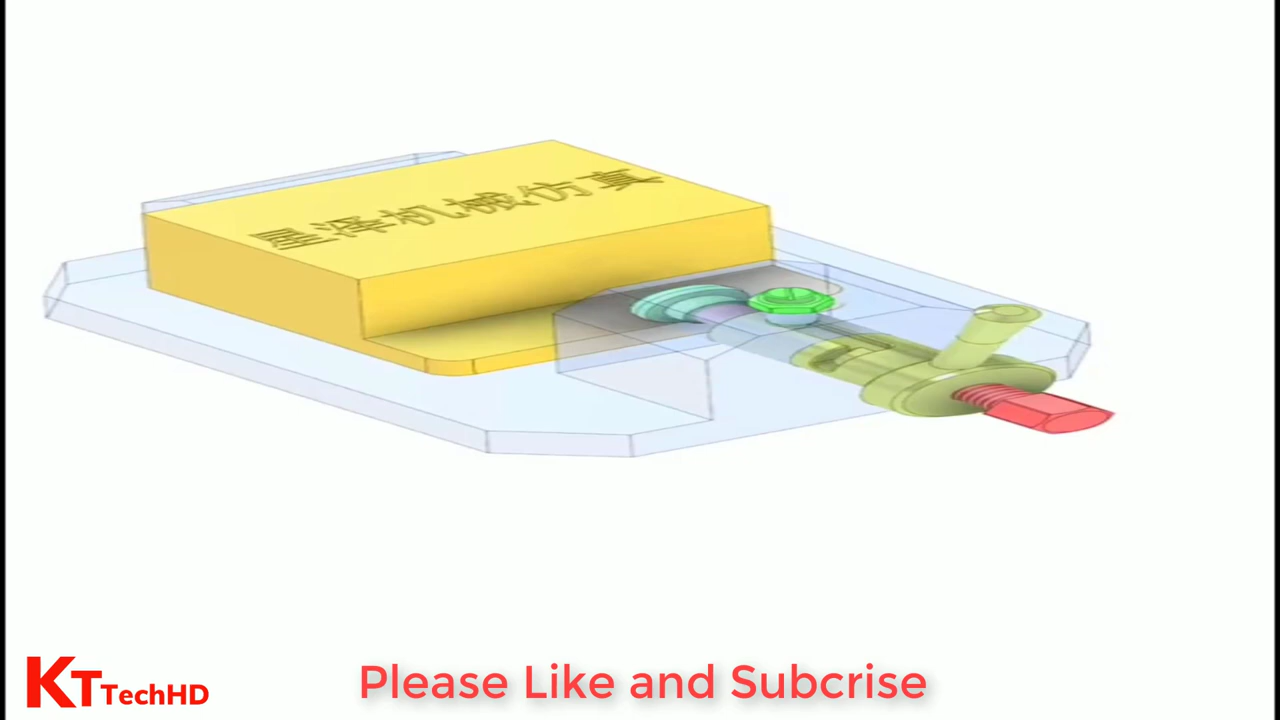 星泽机械仿真
KT TechHD
Please Like and Subcrise